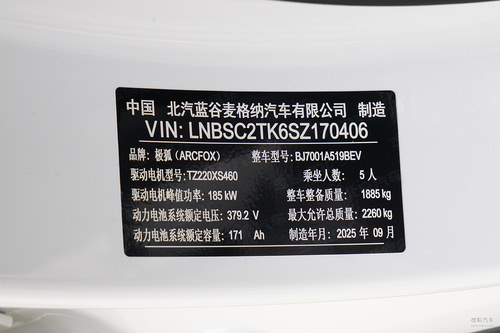 中国 北汽蓝谷麦格纳汽车有限公司 制造
VIN: LNBSC2TK6SZ170406
品牌: 极狐 (ARCFOX) 整车型号: BJ7001A519BEV
驱动电机型号: TZ220XS460 乘坐人数: 5 人
驱动电机峰值功率: 185 kW 整车整备质量: 1885 kg
动力电池系统额定电压: 379.2 V 最大允许总质量: 2260 kg
动力电池系统额定容量: 171 Ah 制造年月: 2025 年 09 月
搜狐汽车